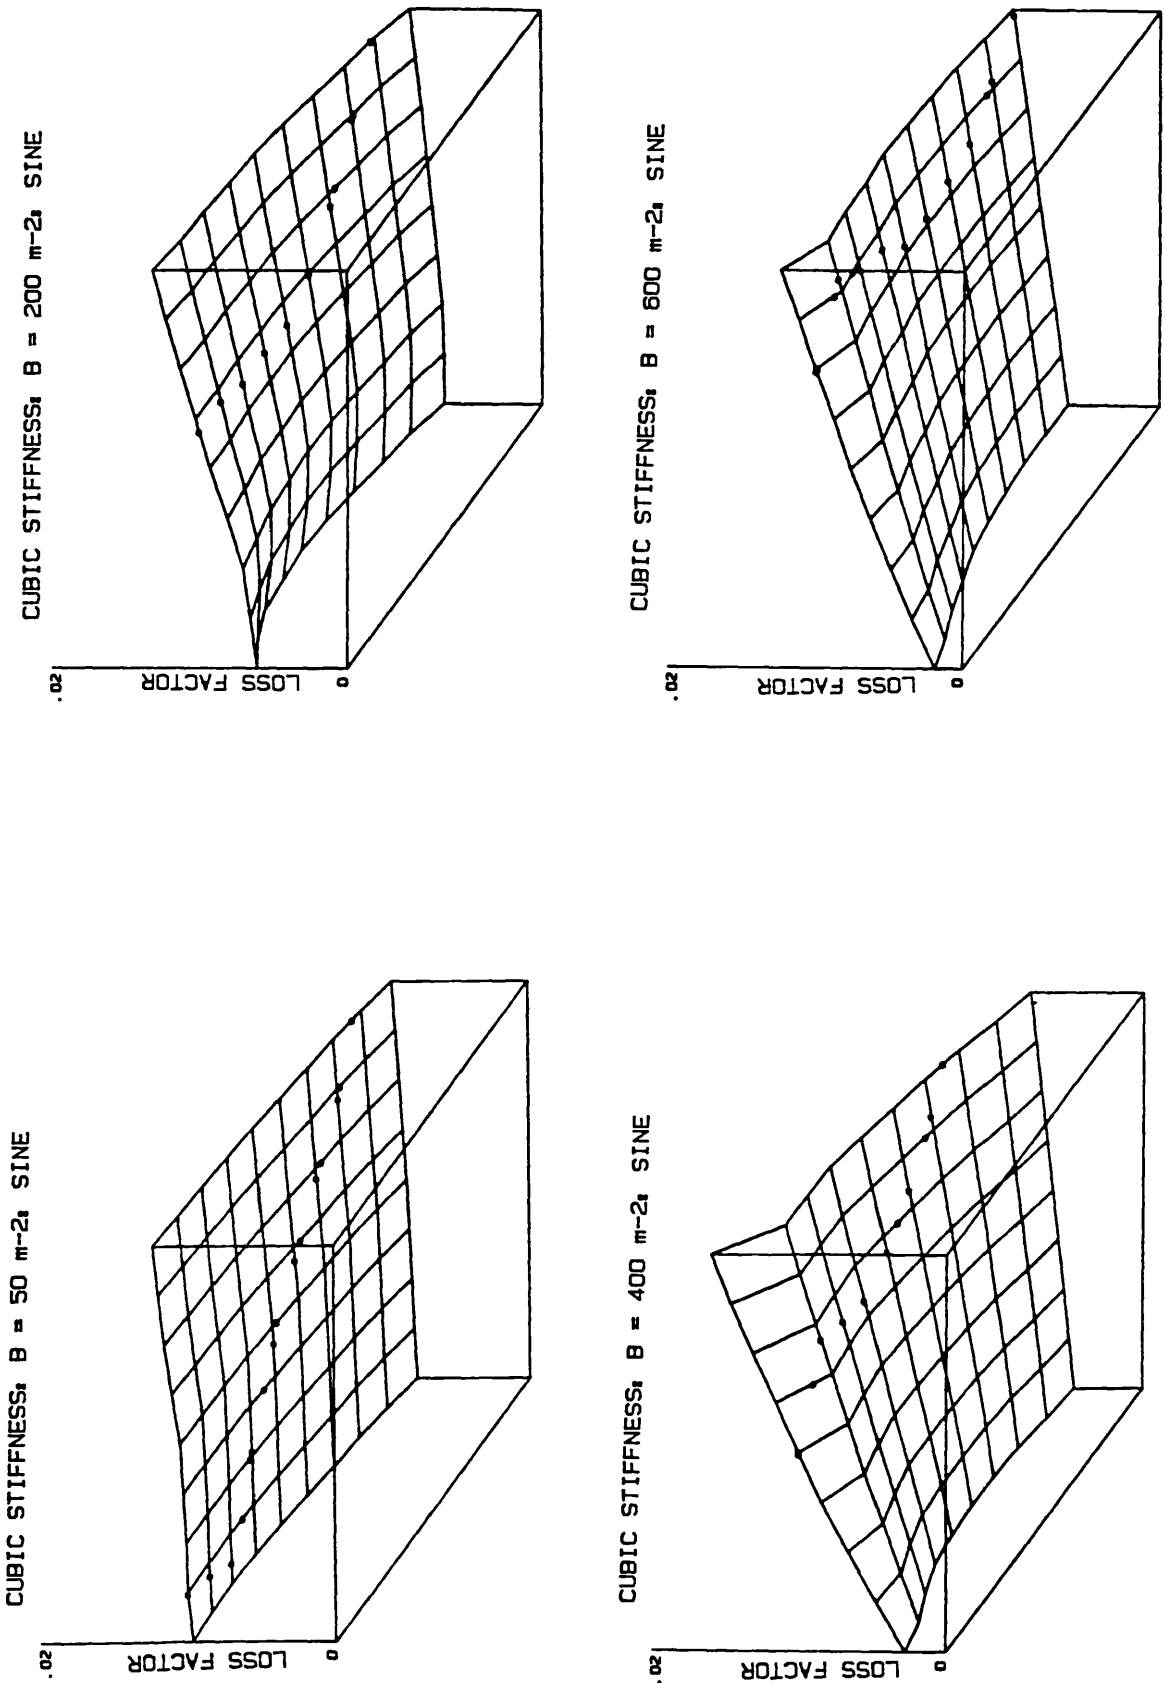 CUBIC STIFFNESS: B = 200 m-2: SINE
.02
LOSS FACTOR
0
CUBIC STIFFNESS: B = 600 m-2: SINE
.02
LOSS FACTOR
0
CUBIC STIFFNESS: B = 50 m-2: SINE
.02
LOSS FACTOR
0
CUBIC STIFFNESS: B = 400 m-2: SINE
.02
LOSS FACTOR
0